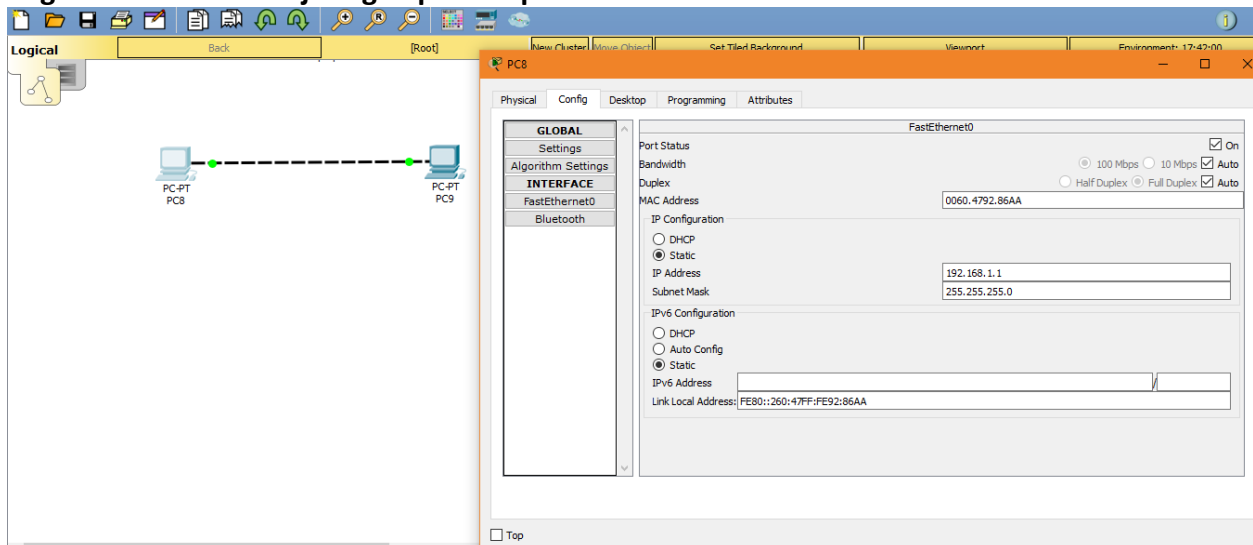 Logical
Back
[Root]
New Cluster
Move Object
Set Tiled Background
Viewport
Environment: 17:42:00
PC8
Physical
Config
Desktop
Programming
Attributes
GLOBAL
Settings
Algorithm Settings
INTERFACE
FastEthernet0
Bluetooth
FastEthernet0
Port Status
On
Bandwidth
100 Mbps
10 Mbps
Auto
Duplex
Half Duplex
Full Duplex
Auto
MAC Address
0060.4792.86AA
IP Configuration
DHCP
Static
IP Address
192.168.1.1
Subnet Mask
255.255.255.0
IPv6 Configuration
DHCP
Auto Config
Static
IPv6 Address
/
Link Local Address:
FE80::260:47FF:FE92:86AA
PC-PT
PC8
PC-PT
PC9
Top